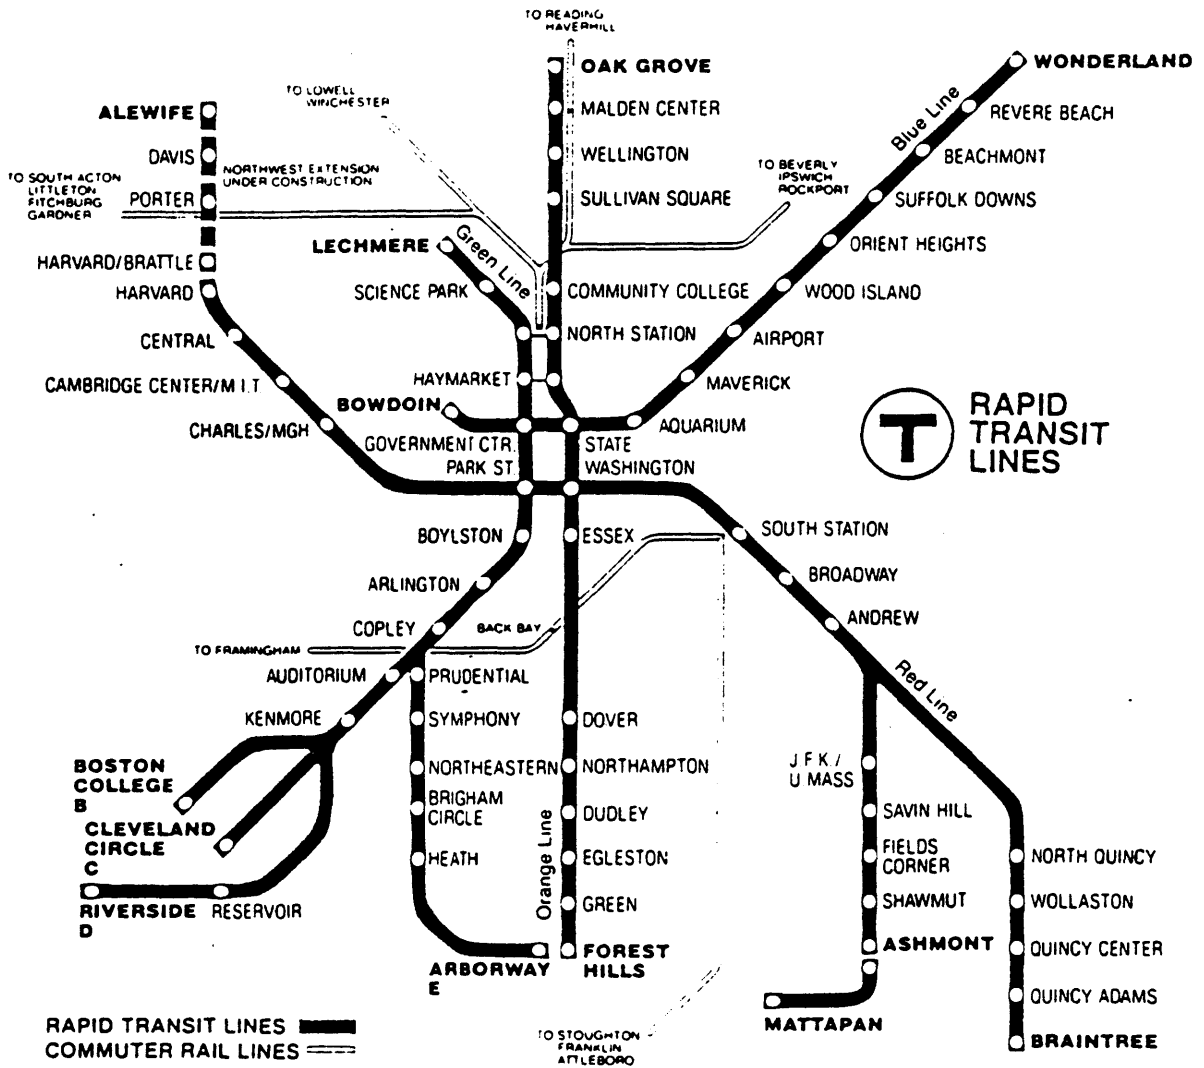 TO READING
HAVERHILL
OAK GROVE
WONDERLAND
TO LOWELL
WINCHESTER
ALEWIFE
MALDEN CENTER
Blue Line
REVERE BEACH
DAVIS
WELLINGTON
BEACHMONT
TO SOUTH ACTON
LITTLETON
FITCHBURG
GARDNER
NORTHWEST EXTENSION
UNDER CONSTRUCTION
TO BEVERLY
IPSWICH
ROCKPORT
PORTER
SULLIVAN SQUARE
SUFFOLK DOWNS
LECHMERE
Green Line
ORIENT HEIGHTS
HARVARD/BRATTLE
HARVARD
SCIENCE PARK
COMMUNITY COLLEGE
WOOD ISLAND
CENTRAL
NORTH STATION
AIRPORT
CAMBRIDGE CENTER/M.I.T.
HAYMARKET
MAVERICK
BOWDOIN
CHARLES/MGH
AQUARIUM
T
RAPID
TRANSIT
LINES
GOVERNMENT CTR.
STATE
PARK ST.
WASHINGTON
BOYLSTON
ESSEX
SOUTH STATION
ARLINGTON
BROADWAY
COPLEY
BACK BAY
ANDREW
TO FRAMINGHAM
AUDITORIUM
PRUDENTIAL
Red Line
KENMORE
SYMPHONY
DOVER
BOSTON
COLLEGE
B
NORTHEASTERN
NORTHAMPTON
J.F.K./
U MASS
BRIGHAM
CIRCLE
DUDLEY
SAVIN HILL
CLEVELAND
CIRCLE
C
HEATH
Orange Line
EGLESTON
FIELDS
CORNER
NORTH QUINCY
RIVERSIDE
D
RESERVOIR
GREEN
SHAWMUT
WOLLASTON
ARBORWAY
E
FOREST
HILLS
ASHMONT
QUINCY CENTER
QUINCY ADAMS
MATTAPAN
BRAINTREE
RAPID TRANSIT LINES
COMMUTER RAIL LINES
TO STOUGHTON
FRANKLIN
ATTLEBORO